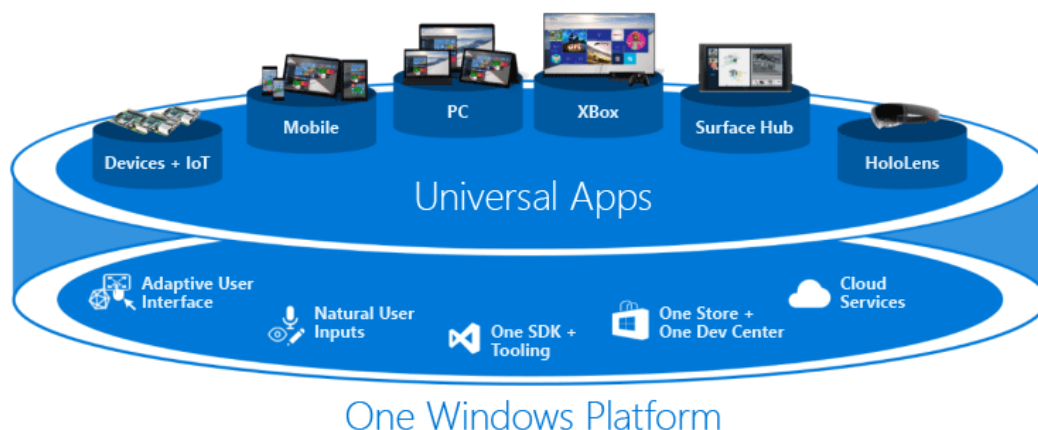 Devices + IoT
Mobile
PC
XBox
Surface Hub
HoloLens
Universal Apps
Adaptive User
Interface
Natural User
Inputs
One SDK +
Tooling
One Store +
One Dev Center
Cloud
Services
One Windows Platform